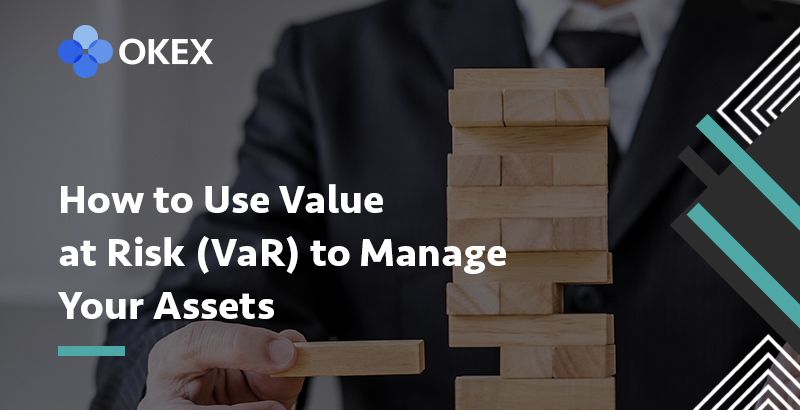 OKEX
How to Use Value
at Risk (VaR) to Manage
Your Assets